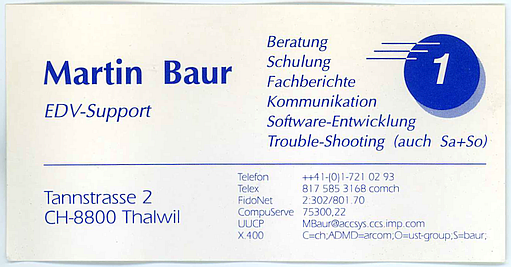 Martin Baur
EDV-Support
Beratung
Schulung
Fachberichte
Kommunikation
Software-Entwicklung
Trouble-Shooting (auch Sa+So)
1
Tannstrasse 2
CH-8800 Thalwil
Telefon ++41-(0)1-721 02 93
Telex 817 585 3168 comch
FidoNet 2:302/801.70
CompuServe 75300,22
UUCP MBaur@accsys.ccs.imp.com
X.400 C=ch;ADMD=arcom;O=ust-group;S=baur;